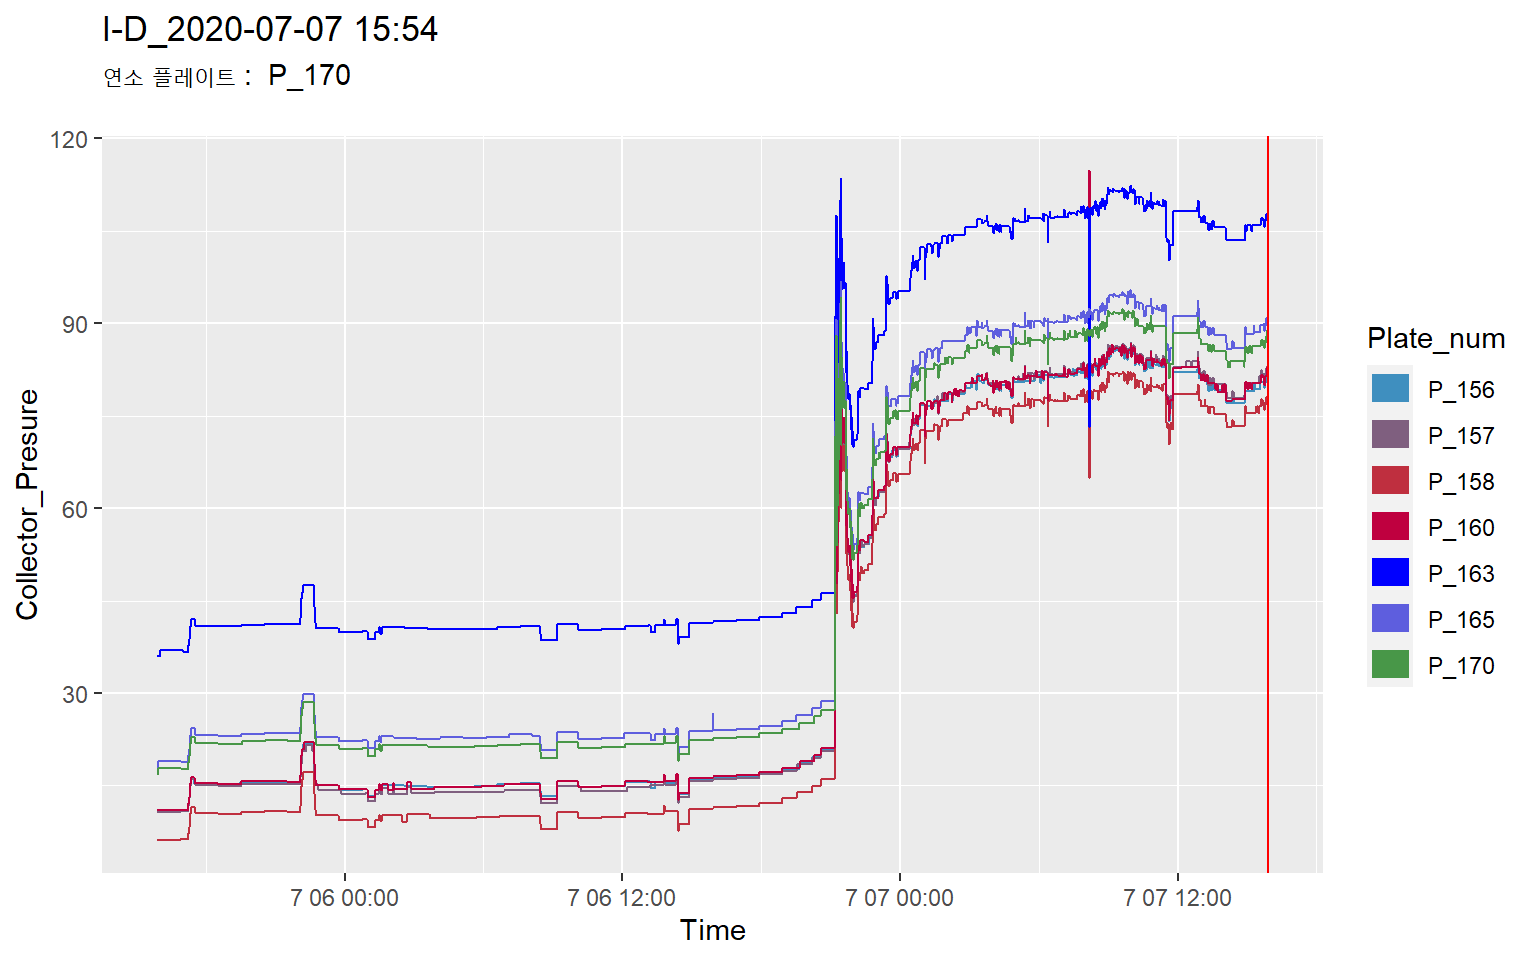 I-D_2020-07-07 15:54
연소 플레이트 : P_170
120
90
60
30
Collector_Presure
7 06 00:00
7 06 12:00
7 07 00:00
7 07 12:00
Time
Plate_num
P_156
P_157
P_158
P_160
P_163
P_165
P_170